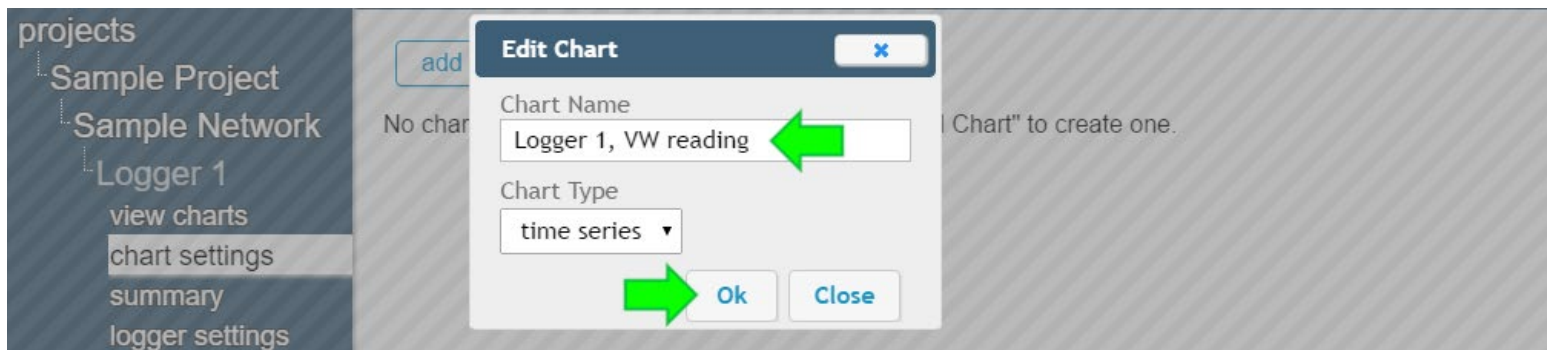 projects
Sample Project
Sample Network
Logger 1
view charts
chart settings
summary
logger settings
add
No char
Chart" to create one.
Edit Chart
Chart Name
Logger 1, VW reading
Chart Type
time series
Ok Close